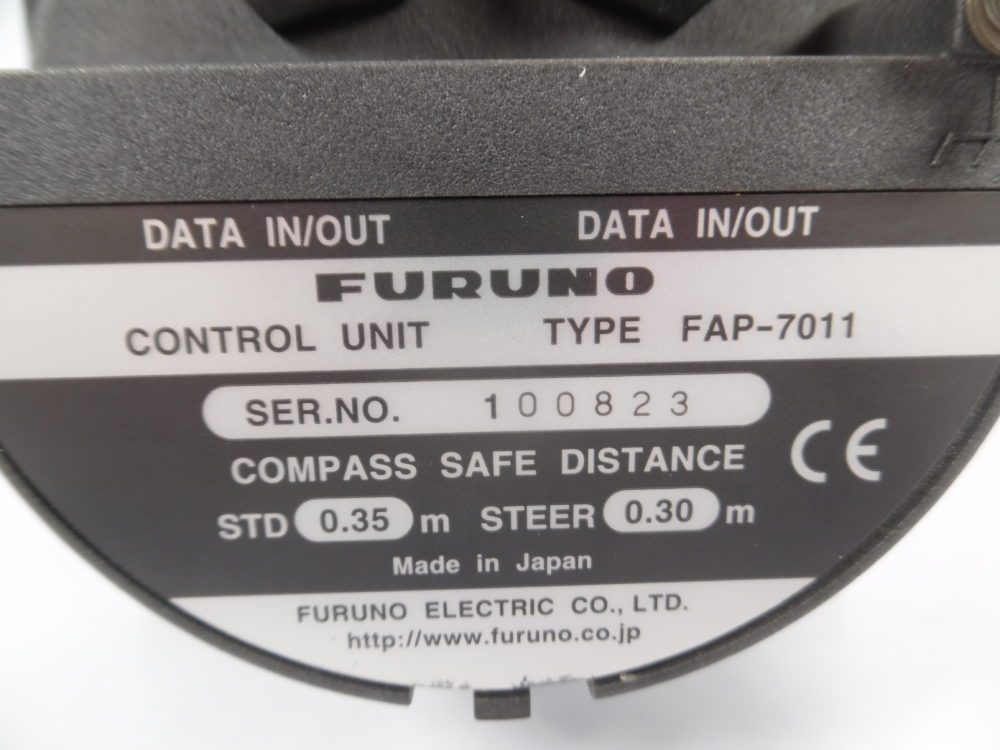 DATA IN/OUT DATA IN/OUT
FURUNO
CONTROL UNIT TYPE FAP-7011
SER.NO. 100823
COMPASS SAFE DISTANCE CE
STD 0.35 m STEER 0.30 m
Made in Japan
FURUNO ELECTRIC CO., LTD.
http://www.furuno.co.jp